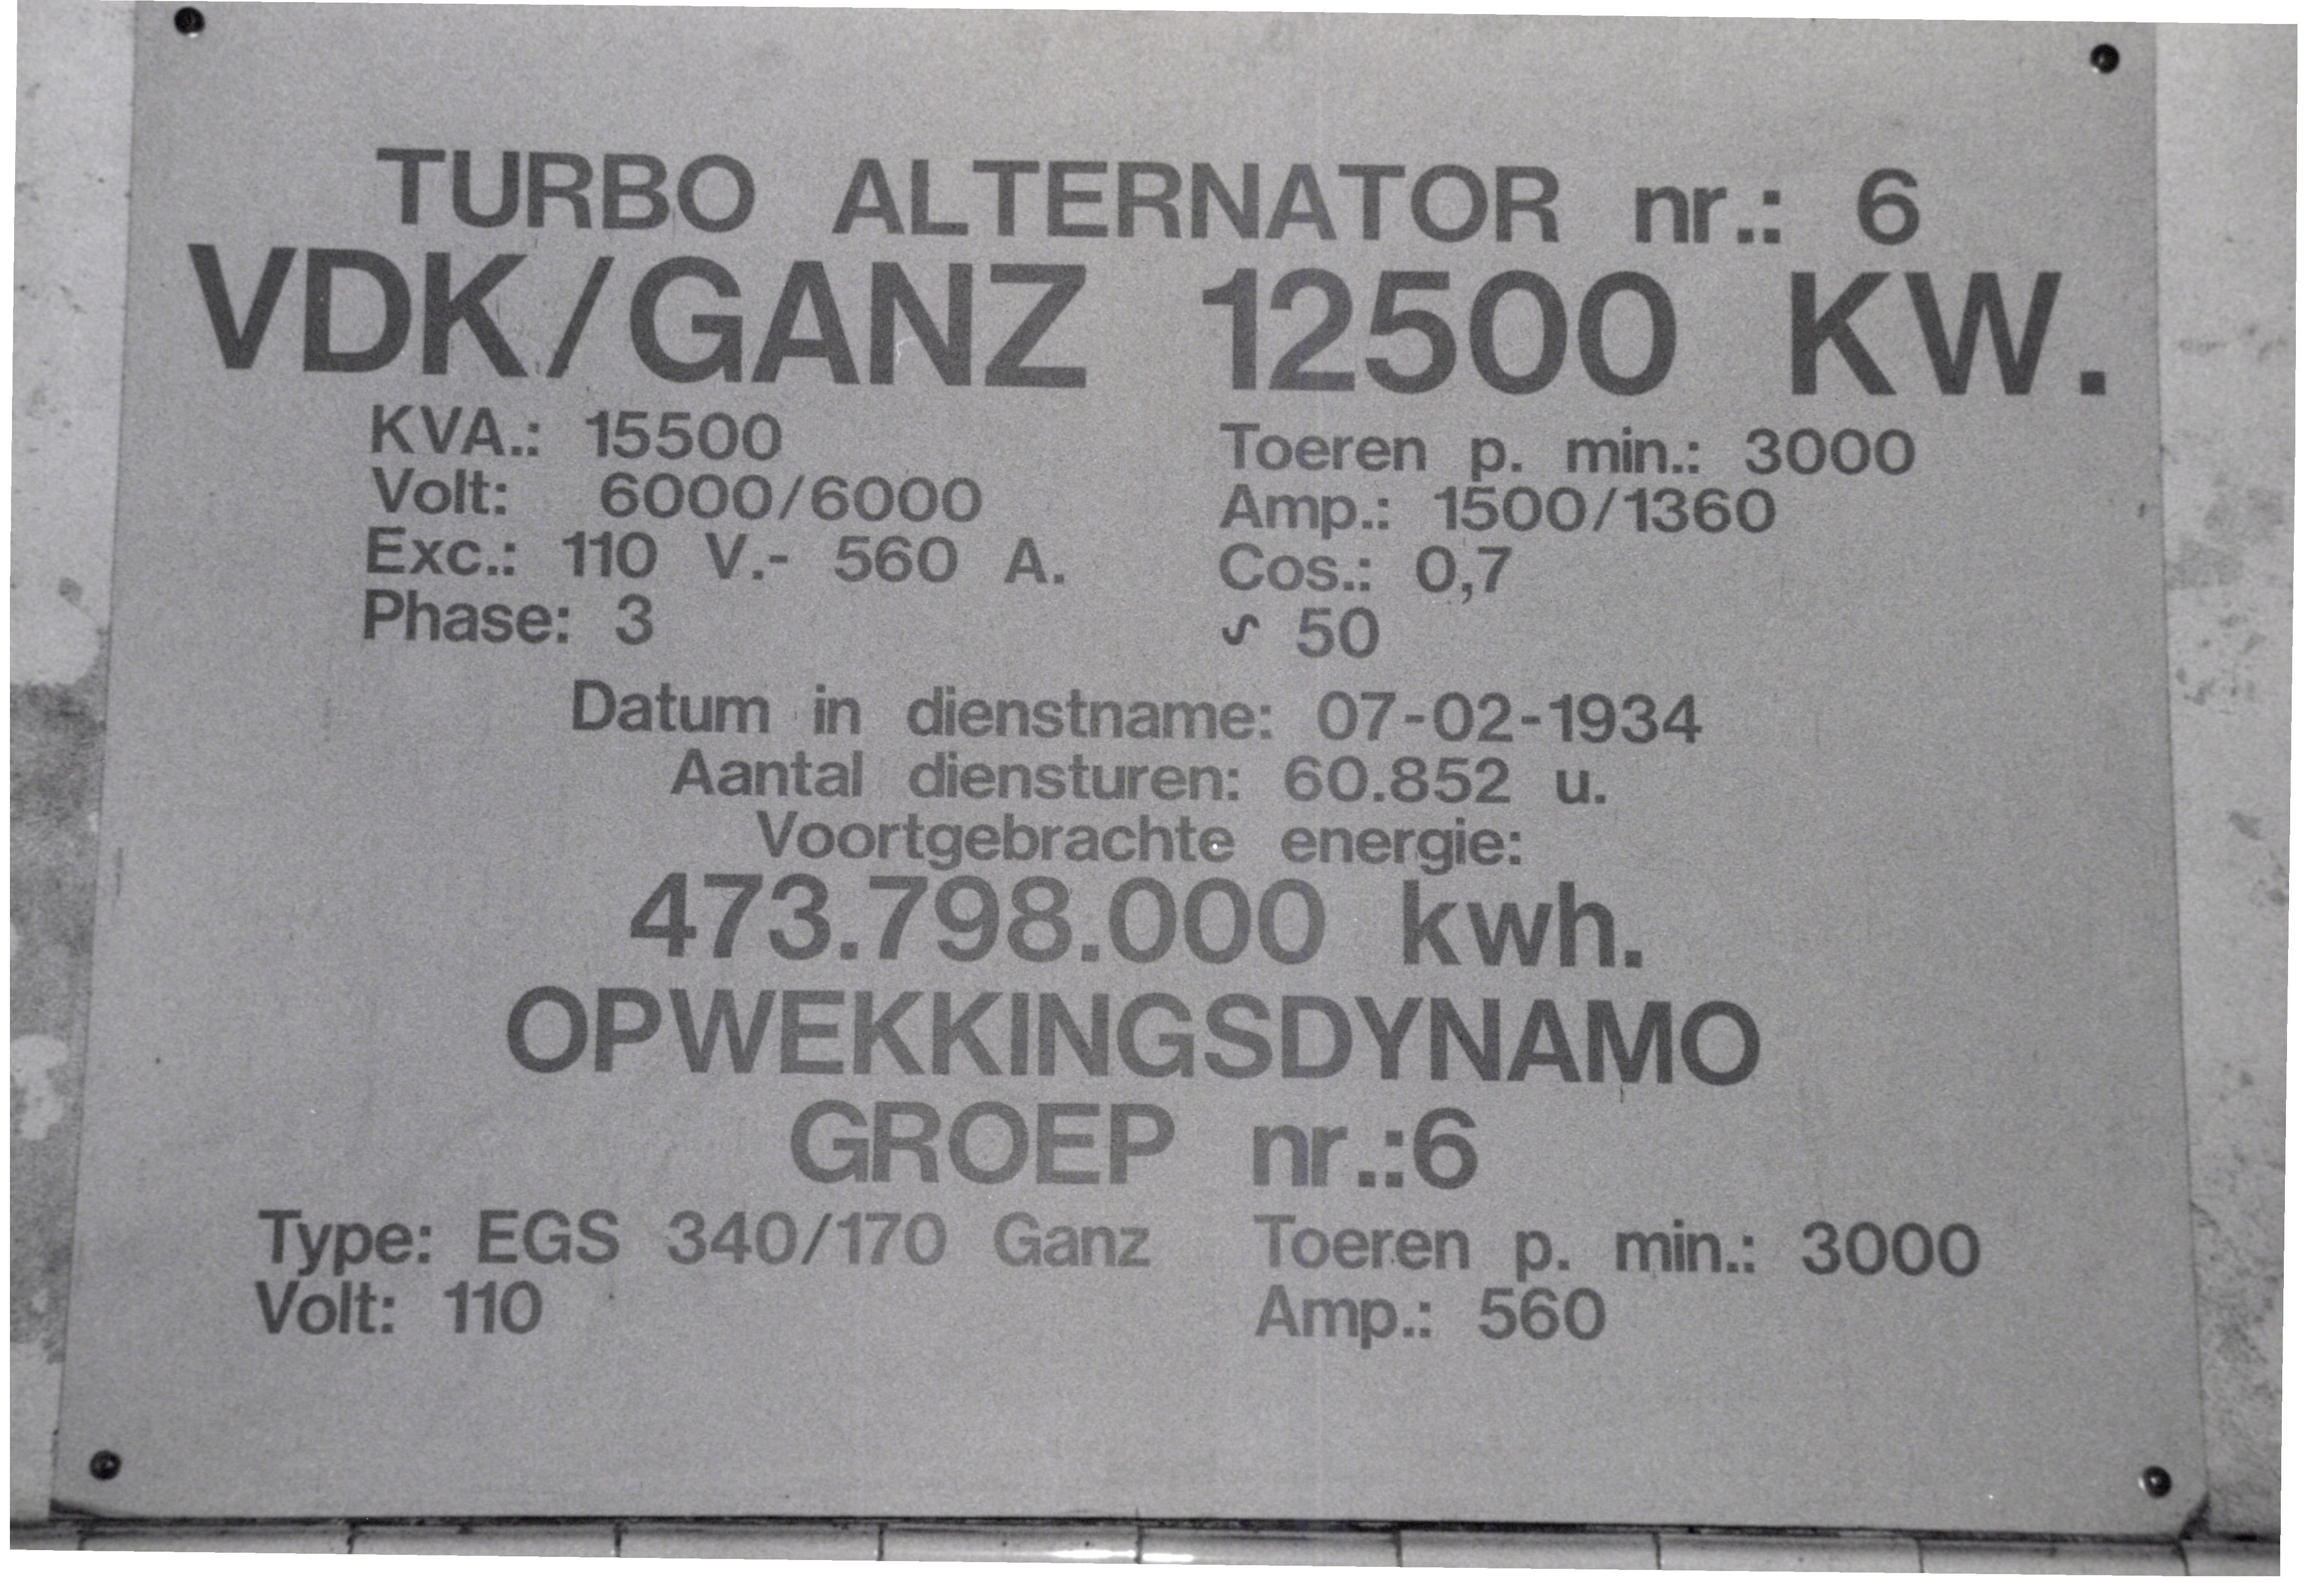 TURBO ALTERNATOR nr.: 6
VDK/GANZ 12500 KW.
KVA.: 15500 Toeren p. min.: 3000
Volt: 6000/6000 Amp.: 1500/1360
Exc.: 110 V.- 560 A. Cos.: 0,7
Phase: 3 ∽ 50
Datum in dienstname: 07-02-1934
Aantal diensturen: 60.852 u.
Voortgebrachte energie:
473.798.000 kwh.
OPWEKKINGSDYNAMO
GROEP nr.:6
Type: EGS 340/170 Ganz Toeren p. min.: 3000
Volt: 110 Amp.: 560